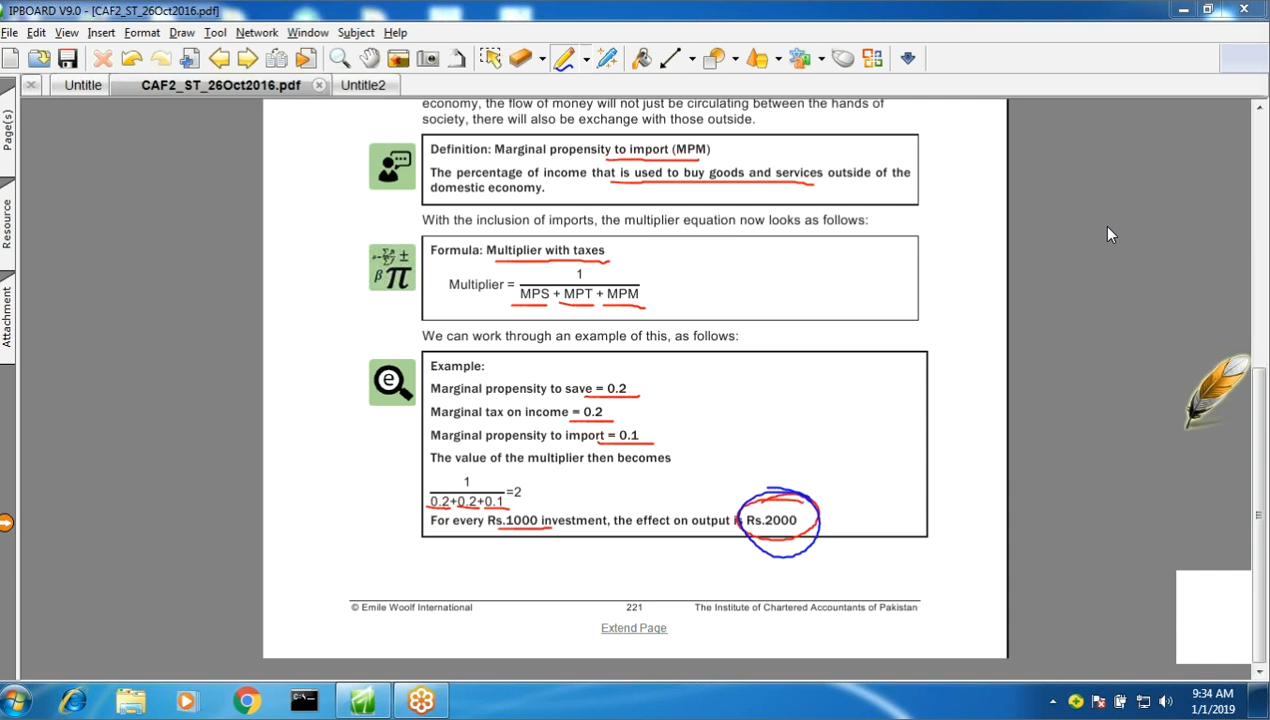 IPBOARD V9.0 - [CAF2_ST_26Oct2016.pdf]
File Edit View Insert Format Draw Tool Network Window Subject Help
Untitle CAF2_ST_26Oct2016.pdf Untitle2
Page(s)
Resource
Attachment
economy, the flow of money will not just be circulating between the hands of
society, there will also be exchange with those outside.
Definition: Marginal propensity to import (MPM)
The percentage of income that is used to buy goods and services outside of the
domestic economy.
With the inclusion of imports, the multiplier equation now looks as follows:
Formula: Multiplier with taxes
1
Multiplier =
MPS + MPT + MPM
β π
We can work through an example of this, as follows:
Example:
Marginal propensity to save = 0.2
Marginal tax on income = 0.2
Marginal propensity to import = 0.1
The value of the multiplier then becomes
1
=2
0.2+0.2+0.1
For every Rs.1000 investment, the effect on output is Rs.2000
© Emile Woolf International 221 The Institute of Chartered Accountants of Pakistan
Extend Page
9:34 AM
1/1/2019